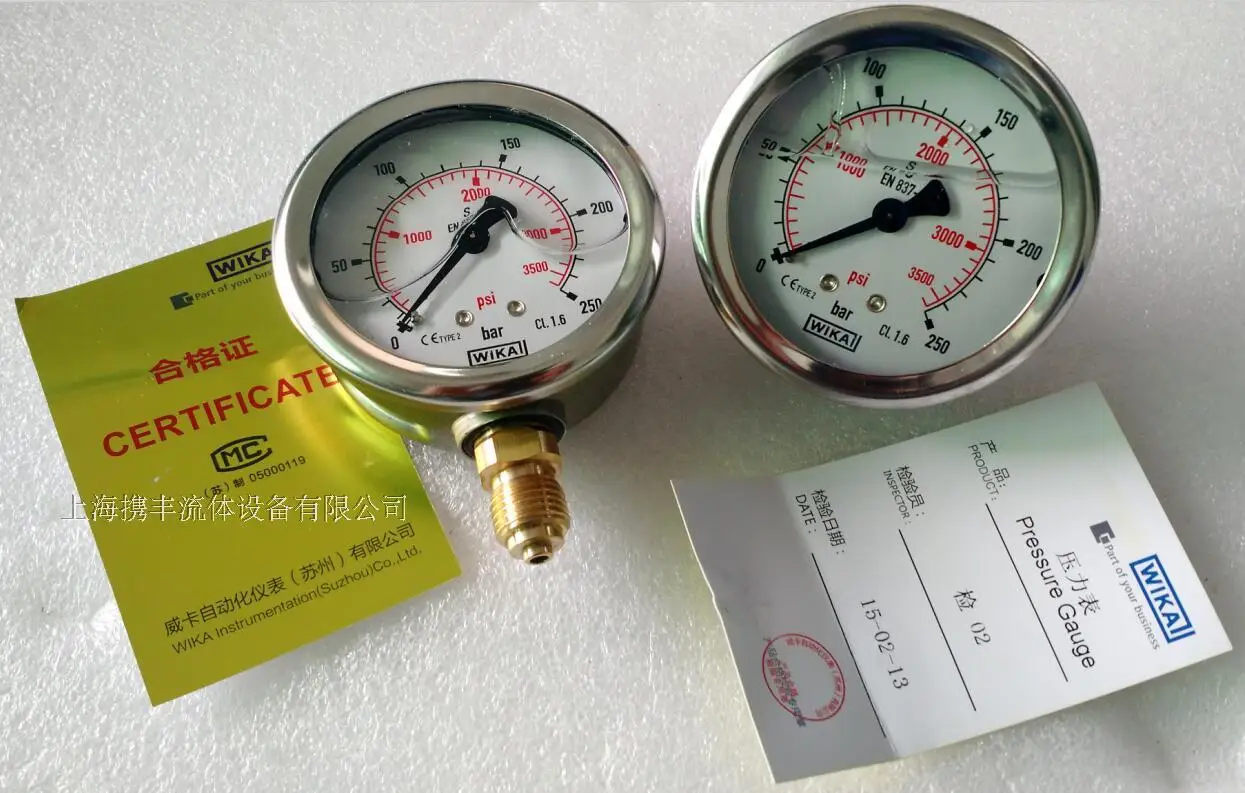 WIKA
Part of your busi
合格证
CERTIFICATE
MC
(苏)制 05000119
上海携丰流体设备有限公司
威卡自动化仪表(苏州)有限公司
WIKA Instrumentation(Suzhou)Co.,Ltd.
0
50
100
150
200
250
1000
2000
3000
3500
S
psi
CE TYPE 2
bar
Cl. 1.6
WIKA
0
50
100
150
200
250
1000
2000
3000
3500
S
EN 837-
psi
CE TYPE 2
bar
Cl. 1.6
WIKA
WIKA
Part of your business
产品:
PRODUCT:
压力表
Pressure Gauge
检验员:
INSPECTOR:
检 02
检验日期:
DATE:
15-02-13